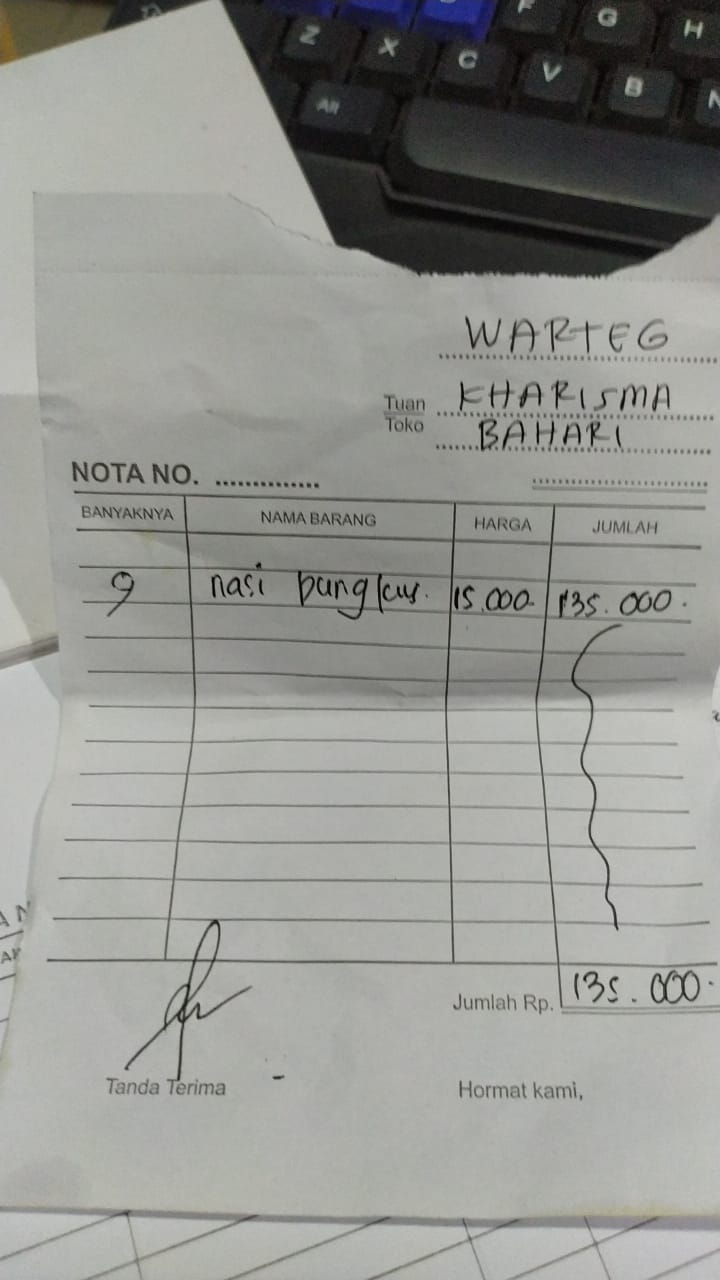 F G H
Z X C V B N
Alt
WARTEG
Tuan KHARISMA
Toko BAHARI
NOTA NO. ................
BANYAKNYA NAMA BARANG HARGA JUMLAH
9 nasi bungkus. 15.000 135.000.
Jumlah Rp. 135.000.
Tanda Terima - Hormat kami,